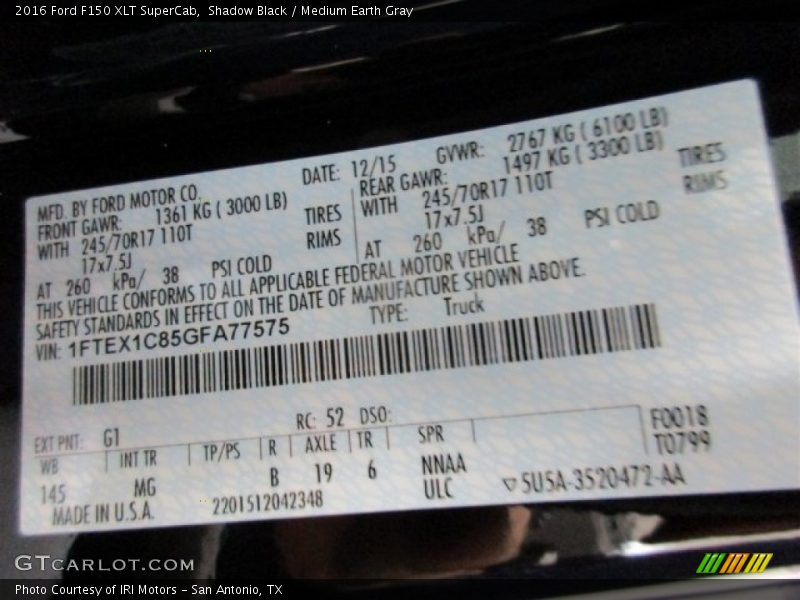 2016 Ford F150 XLT SuperCab, Shadow Black / Medium Earth Gray
MFD. BY FORD MOTOR CO.
DATE: 12/15
GVWR: 2767 KG ( 6100 LB)
FRONT GAWR: 1361 KG ( 3000 LB)
REAR GAWR: 1497 KG ( 3300 LB)
WITH 245/70R17 110T TIRES
WITH 245/70R17 110T TIRES
17x7.5J RIMS
17x7.5J RIMS
AT 260 kPa/ 38 PSI COLD
AT 260 kPa/ 38 PSI COLD
THIS VEHICLE CONFORMS TO ALL APPLICABLE FEDERAL MOTOR VEHICLE
SAFETY STANDARDS IN EFFECT ON THE DATE OF MANUFACTURE SHOWN ABOVE.
VIN: 1FTEX1C85GFA77575
TYPE: Truck
EXT PNT: G1 RC: 52 DSO: F0018
WB INT TR TP/PS R AXLE TR SPR T0799
145 MG B 19 6 NNAA
ULC 5U5A-3520472-AA
MADE IN U.S.A. 2201512042348
GTCARLOT.COM
Photo Courtesy of IRI Motors - San Antonio, TX